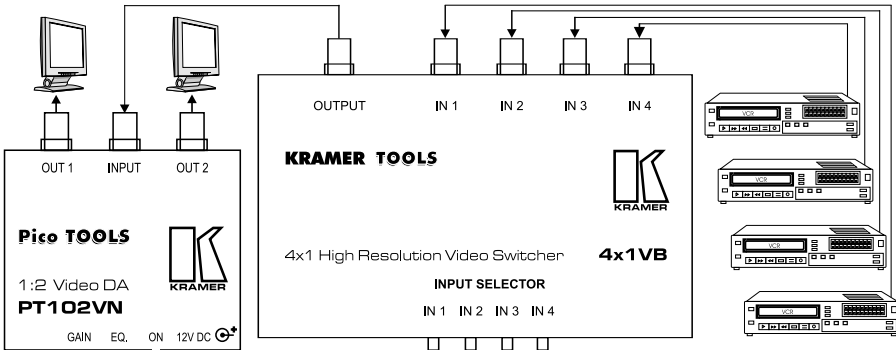 OUT 1 INPUT OUT 2
Pico TOOLS
KRAMER
1:2 Video DA
PT102VN
GAIN EQ. ON 12V DC
OUTPUT IN 1 IN 2 IN 3 IN 4
KRAMER TOOLS
KRAMER
4x1 High Resolution Video Switcher 4x1VB
INPUT SELECTOR
IN 1 IN 2 IN 3 IN 4
VCR
VCR
VCR
VCR